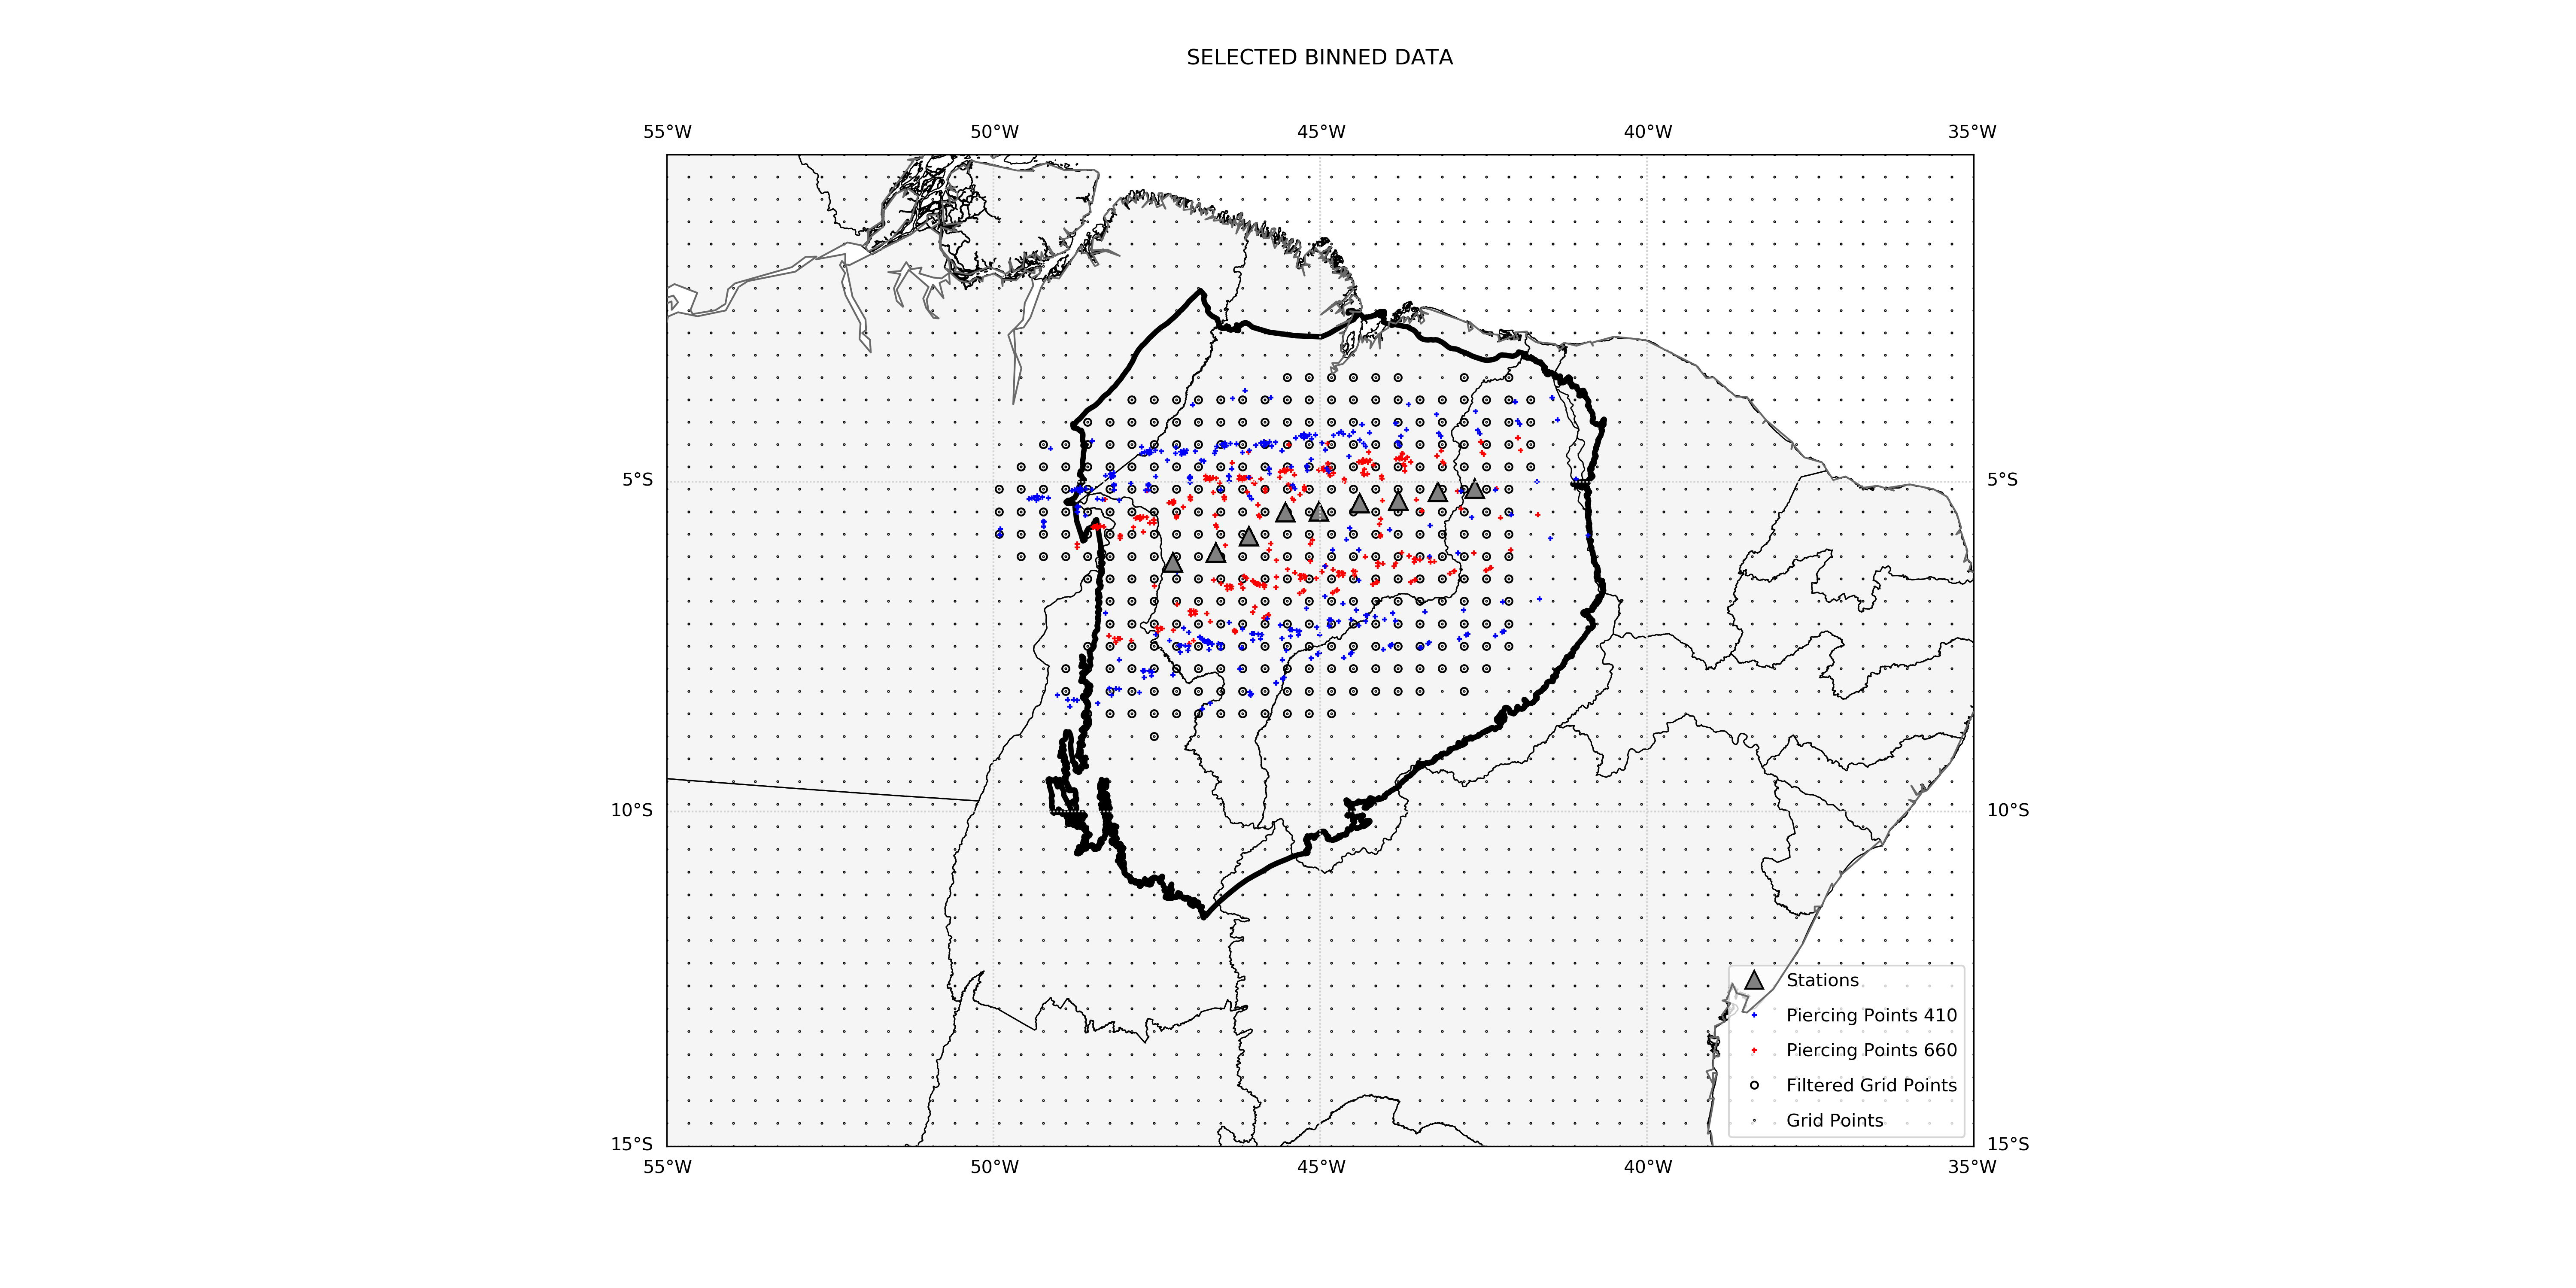 SELECTED BINNED DATA
55°W 50°W 45°W 40°W 35°W
5°S 5°S
10°S 10°S
Stations
Piercing Points 410
Piercing Points 660
Filtered Grid Points
Grid Points
15°S 15°S
55°W 50°W 45°W 40°W 35°W